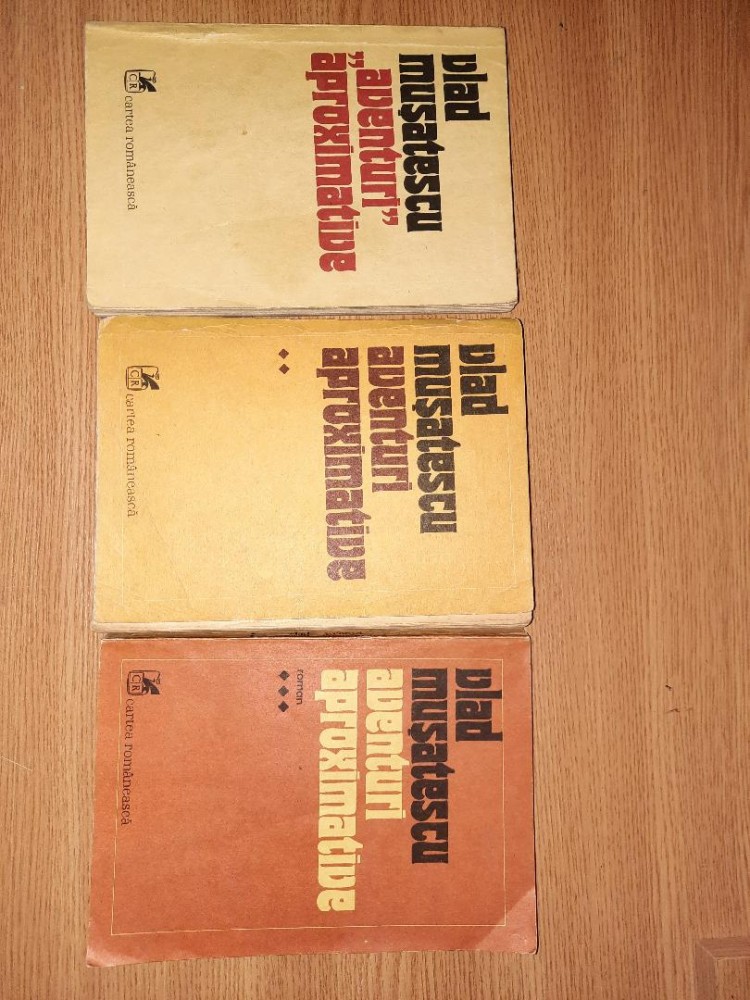 vlad
mușatescu
„aventuri”
aproximative
CR
cartea românească
vlad
mușatescu
aventuri
aproximative
CR
cartea românească
vlad
mușatescu
aventuri
aproximative
roman
CR
cartea românească